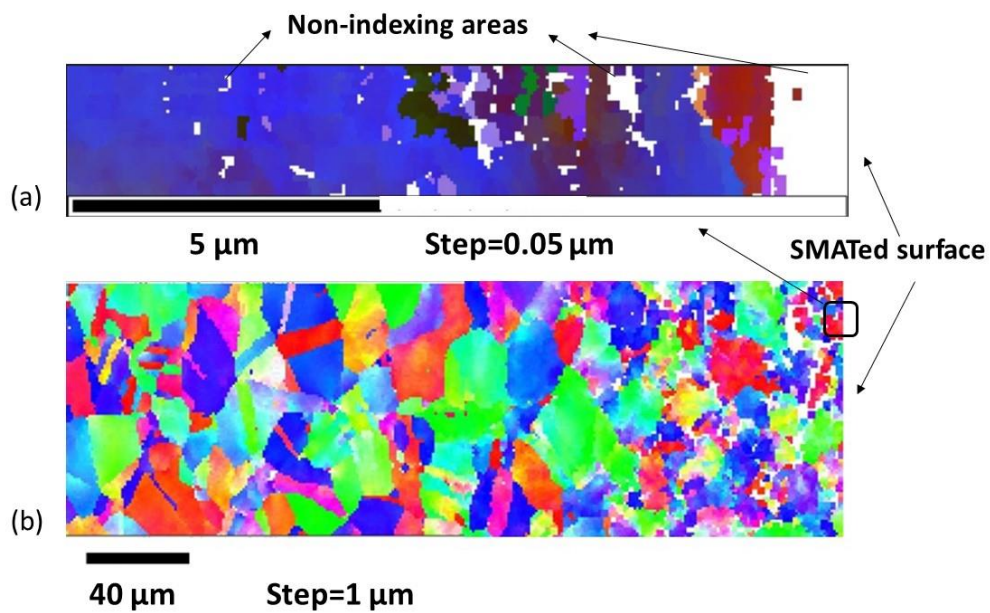 Non-indexing areas
(a)
5 µm
Step=0.05 µm
SMATed surface
(b)
40 µm
Step=1 µm